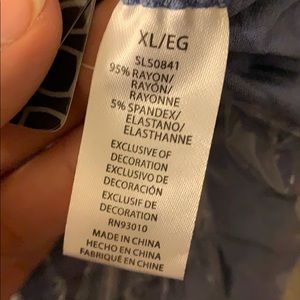 XL/EG
SLS0841
95% RAYON/
RAYÓN/
RAYONNE
5% SPANDEX/
ELASTANO/
ELASTHANNE
EXCLUSIVE OF
DECORATION
EXCLUSIVO DE
DECORACIÓN
EXCLUSIF DE
DECORATION
RN93010
MADE IN CHINA
HECHO EN CHINA
FABRIQUÉ EN CHINE